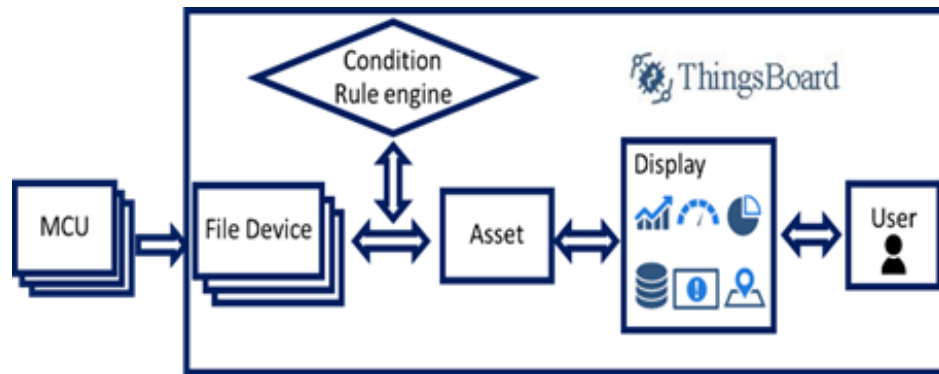 Condition
Rule engine
ThingsBoard
MCU
File Device
Asset
Display
User